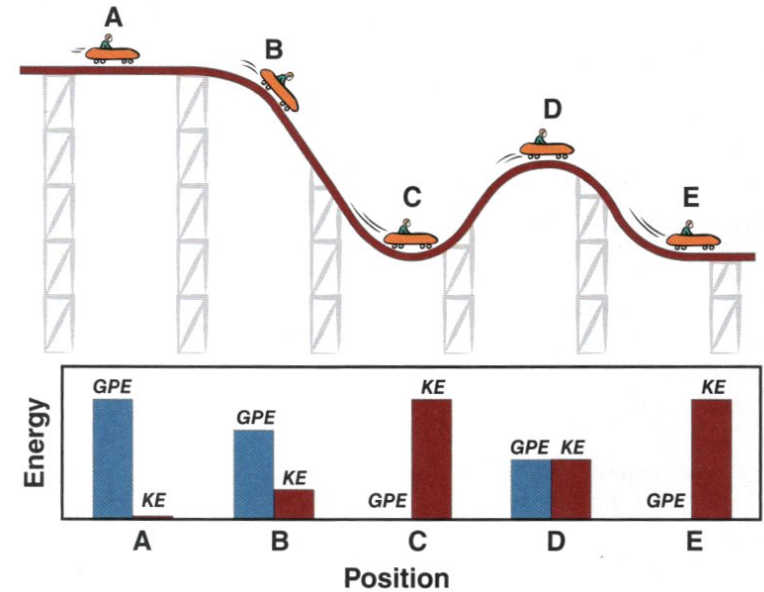 A
B
C
D
E
GPE
KE
GPE
KE
GPE
KE
GPE KE
GPE
KE
Energy
A B C D E
Position